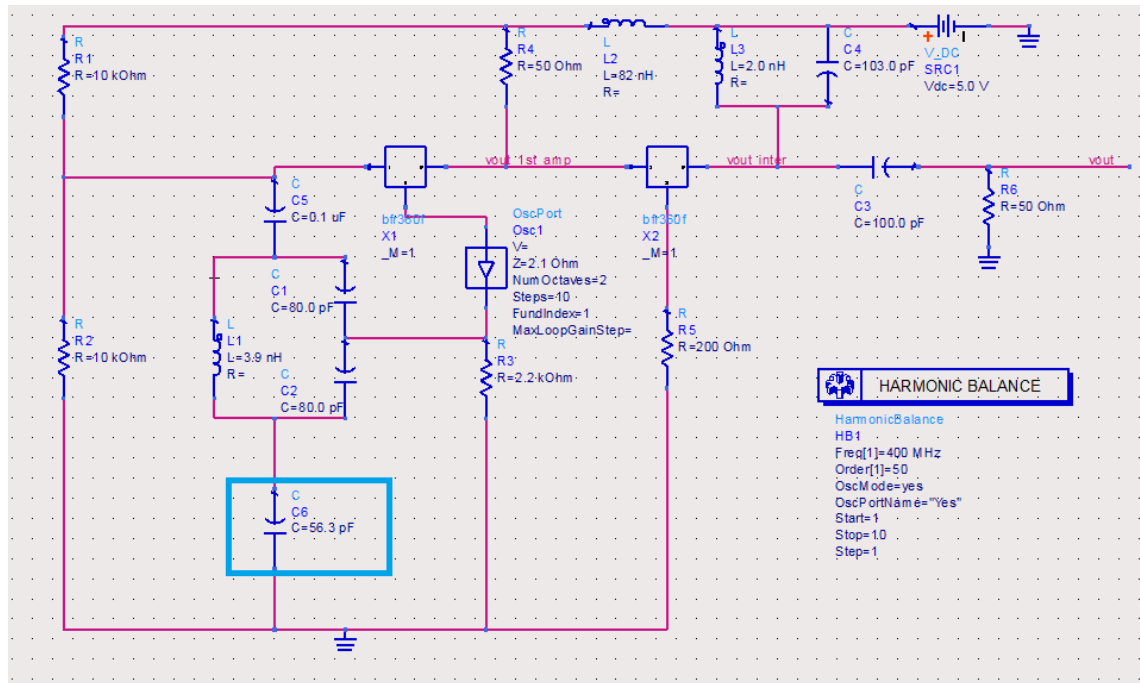 R
R1
R=10 kOhm
R
R4
R=50 Ohm
L
L2
L=82 nH
R=
L
L3
L=2.0 nH
R=
C
C4
C=103.0 pF
+
V_DC
SRC1
Vdc=5.0 V
vout 1st amp
vout inter
vout
C
C5
C=0.1 uF
bfr360f
X1
_M=1
OscPort
Osc1
V=
Z=2.1 Ohm
NumOctaves=2
Steps=10
FundIndex=1
MaxLoopGainStep=
bfr360f
X2
_M=1
C
C3
C=100.0 pF
R
R6
R=50 Ohm
C
C1
C=80.0 pF
R
R2
R=10 kOhm
L
L1
L=3.9 nH
R=
C
C2
C=80.0 pF
R
R3
R=2.2 kOhm
R
R5
R=200 Ohm
HARMONIC BALANCE
HarmonicBalance
HB1
Freq[1]=400 MHz
Order[1]=50
OscMode=yes
OscPortName="Yes"
Start=1
Stop=10
Step=1
C
C6
C=56.3 pF